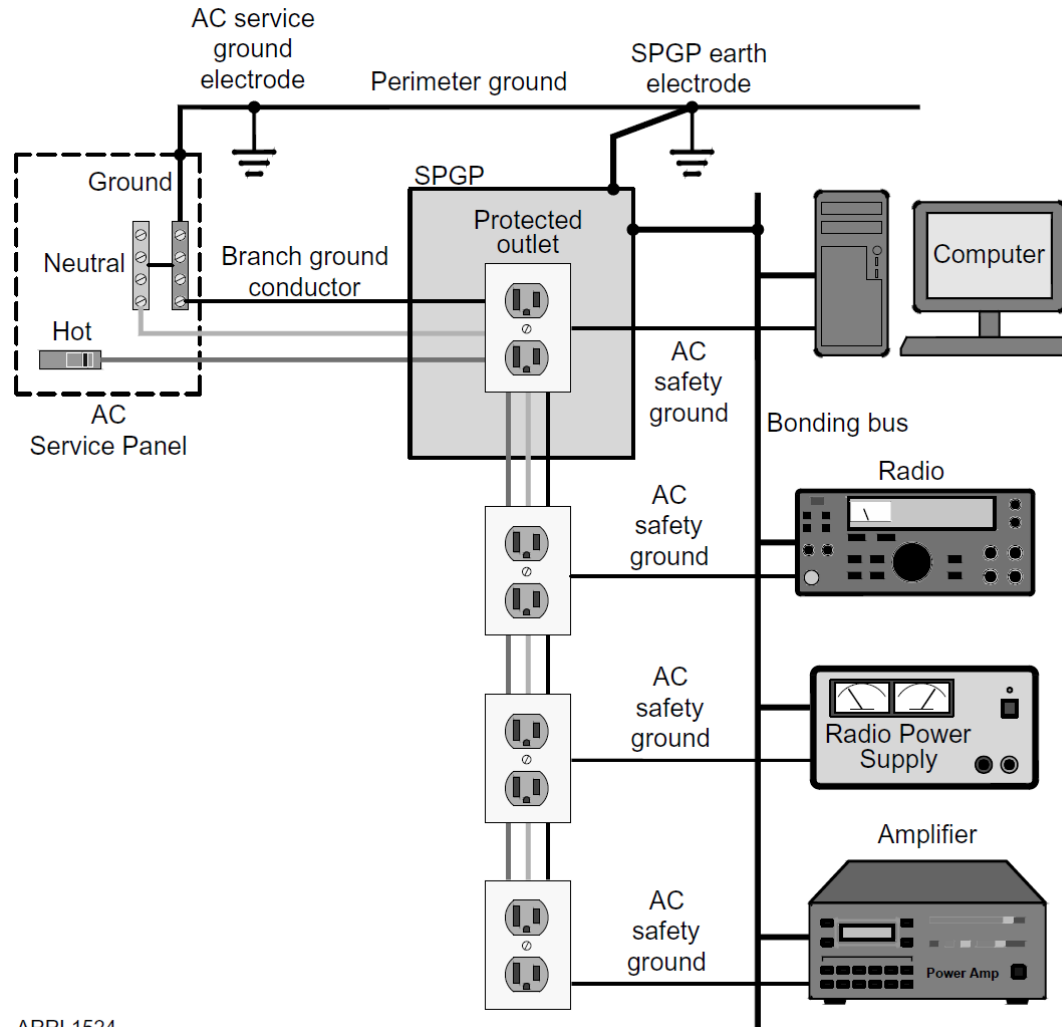 AC service
ground
electrode
Perimeter ground
SPGP earth
electrode
Ground
SPGP
Neutral
Branch ground
conductor
Protected
outlet
Computer
Hot
AC
Service Panel
AC
safety
ground
Bonding bus
Radio
AC
safety
ground
AC
safety
ground
Radio Power
Supply
Amplifier
AC
safety
ground
Power Amp